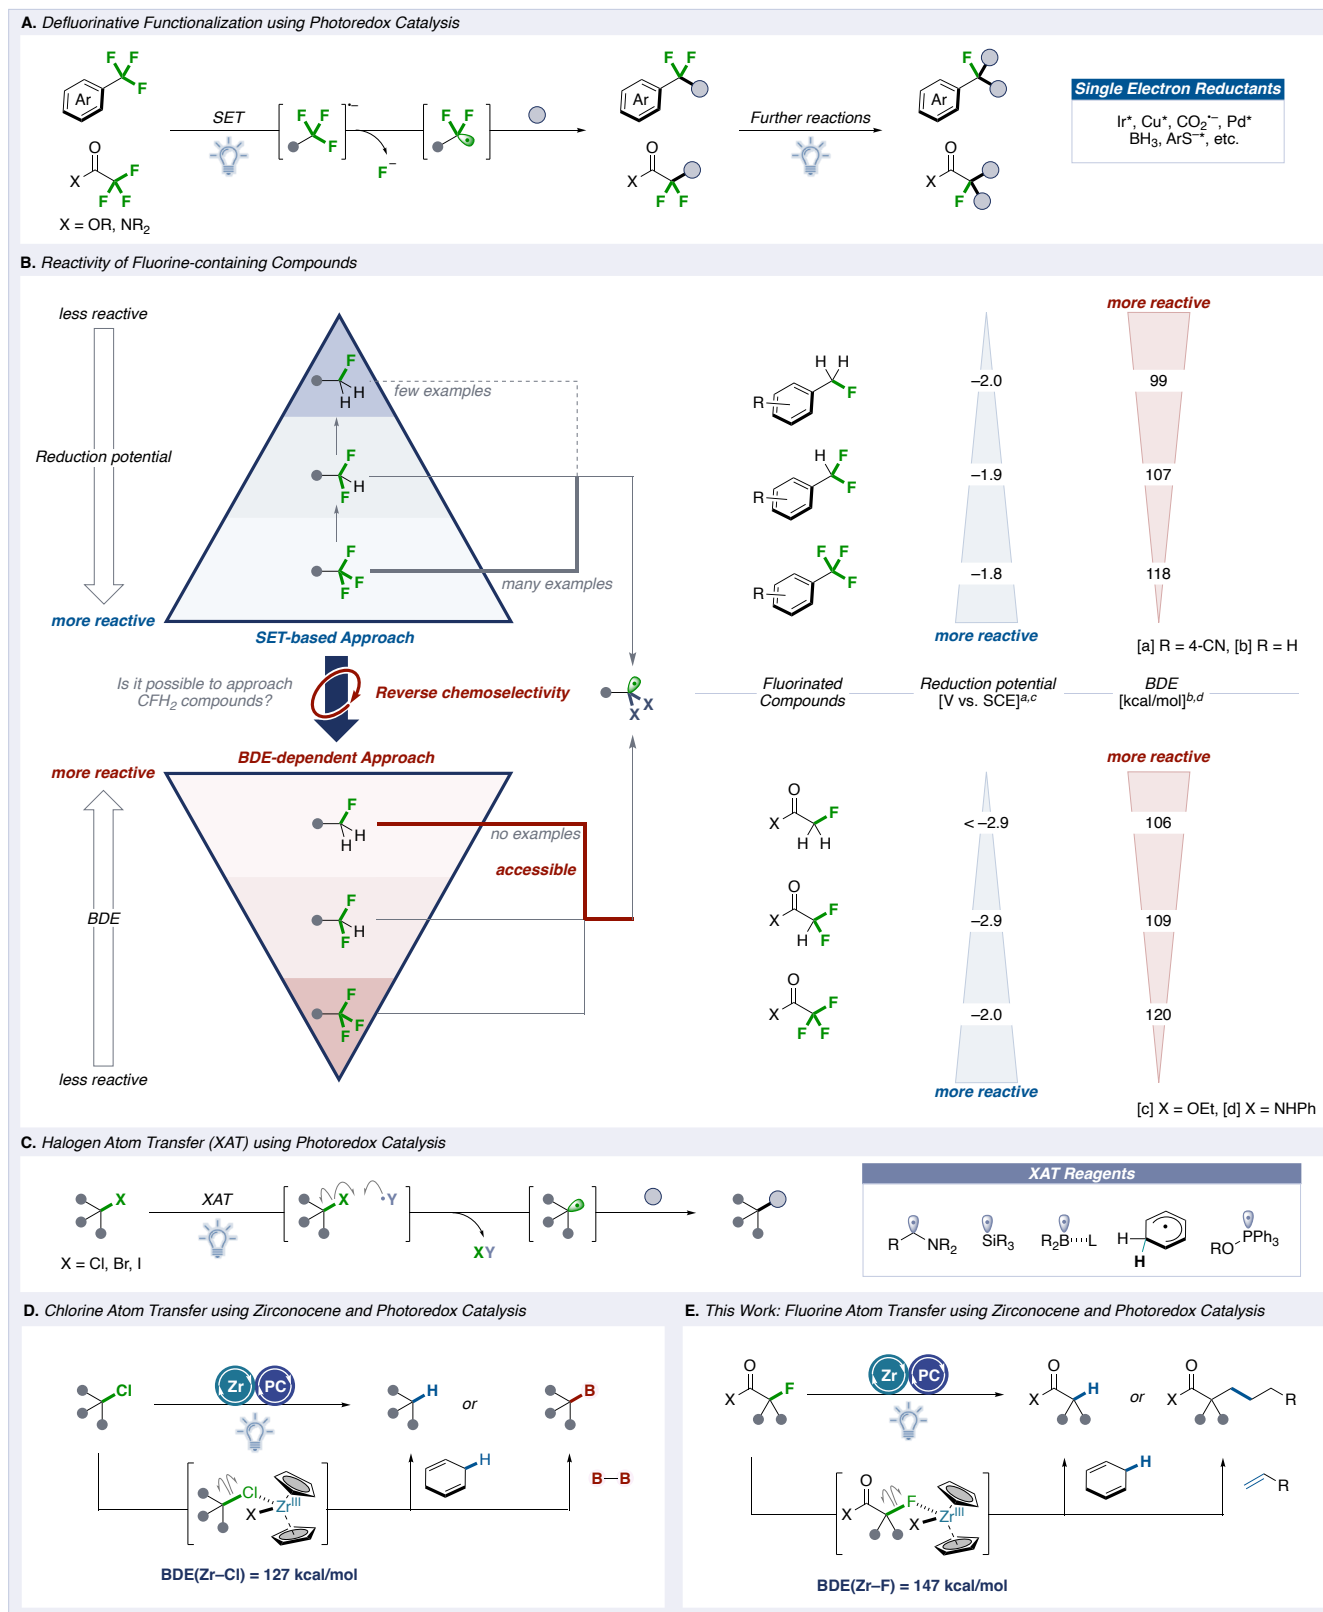 A. Defluorinative Functionalization using Photoredox Catalysis
F F
F
Ar
O
X
F
F F
X = OR, NR2
SET
F F
F
•−
F−
F F
F F
Ar
O
X
F F
Further reactions
F
Ar
O
X
F
Single Electron Reductants
Ir*, Cu*, CO2•−, Pd*
BH3, ArS−*, etc.
B. Reactivity of Fluorine-containing Compounds
less reactive
Reduction potential
more reactive
F
H
H
few examples
F
H
F
F
F
F
many examples
SET-based Approach
Is it possible to approach
CFH2 compounds?
Reverse chemoselectivity
X
X
BDE-dependent Approach
more reactive
BDE
less reactive
F
H
H
no examples
accessible
F
H
F
F
F
F
more reactive
H H
F
R
–2.0
99
H F
F
R
–1.9
107
F F
F
R
–1.8
118
more reactive
[a] R = 4-CN, [b] R = H
Fluorinated
Compounds
Reduction potential
[V vs. SCE]a,c
BDE
[kcal/mol]b,d
more reactive
O
X
F
H H
< –2.9
106
O
X
F
H F
–2.9
109
O
X
F
F F
–2.0
120
more reactive
[c] X = OEt, [d] X = NHPh
C. Halogen Atom Transfer (XAT) using Photoredox Catalysis
X
X = Cl, Br, I
XAT
X
•Y
XY
XAT Reagents
R NR2
SiR3
R2B L
H
H
RO PPh3
D. Chlorine Atom Transfer using Zirconocene and Photoredox Catalysis
Cl
Zr PC
H
or
B
Cl
X ZrIII
H
B–B
BDE(Zr–Cl) = 127 kcal/mol
E. This Work: Fluorine Atom Transfer using Zirconocene and Photoredox Catalysis
O
X
F
Zr PC
O
X
H
or
O
X
R
O
X
F
X ZrIII
H
R
BDE(Zr–F) = 147 kcal/mol